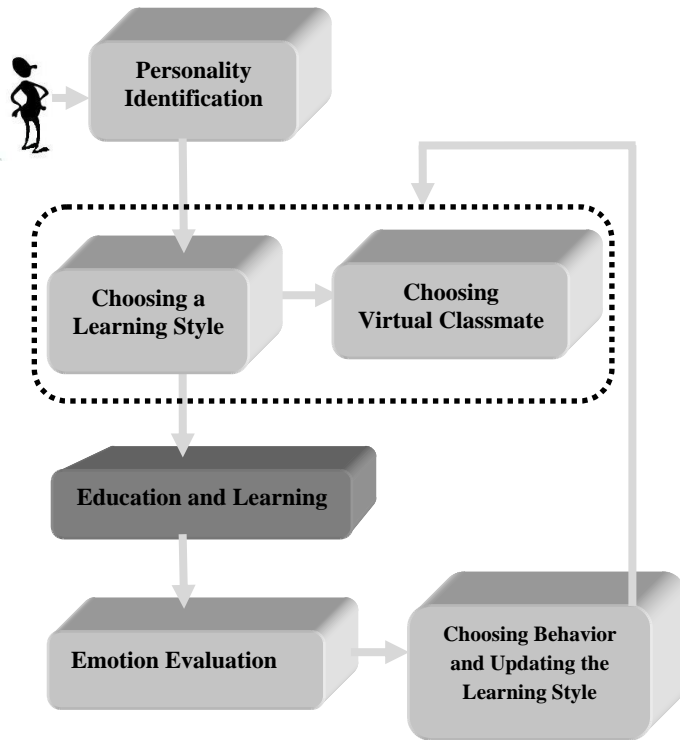 Personality
Identification
Choosing a
Learning Style
Choosing
Virtual Classmate
Education and Learning
Emotion Evaluation
Choosing Behavior
and Updating the
Learning Style